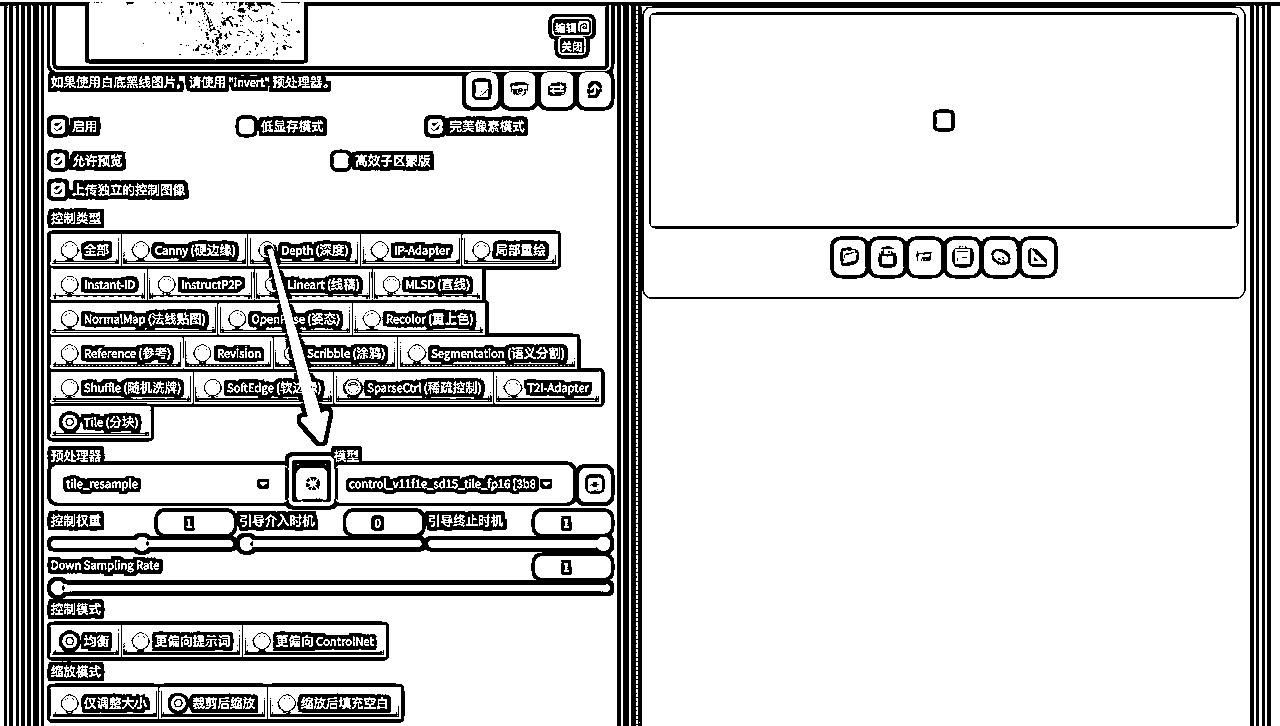 编辑
关闭
如果使用白底黑线图片，请使用 "invert" 预处理器。
启用 低显存模式 完美像素模式
允许预览 高效子区蒙版
上传独立的控制图像
控制类型
全部 Canny (硬边缘) Depth (深度) IP-Adapter 局部重绘
Instant-ID InstructP2P Lineart (线稿) MLSD (直线)
NormalMap (法线贴图) OpenPose (姿态) Recolor (重上色)
Reference (参考) Revision Scribble (涂鸦) Segmentation (语义分割)
Shuffle (随机洗牌) SoftEdge (软边缘) SparseCtrl (稀疏控制) T2I-Adapter
Tile (分块)
预处理器 模型
tile_resample control_v11f1e_sd15_tile_fp16 [3b8
控制权重 1 引导介入时机 0 引导终止时机 1
Down Sampling Rate 1
控制模式
均衡 更偏向提示词 更偏向 ControlNet
缩放模式
仅调整大小 裁剪后缩放 缩放后填充空白